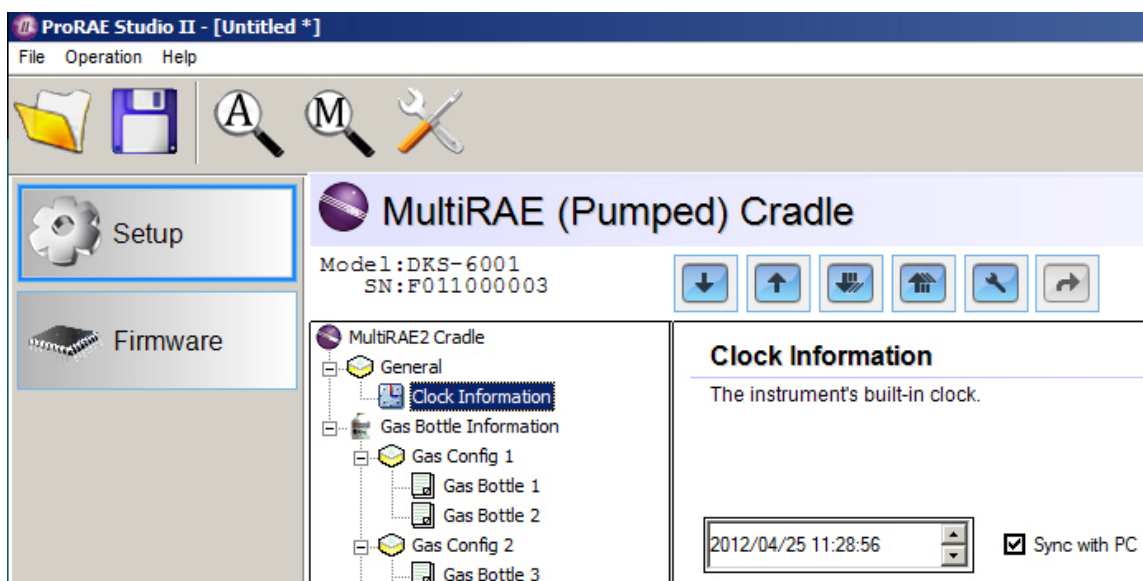 ProRAE Studio II - [Untitled *]
File Operation Help
A M
Setup
Firmware
MultiRAE (Pumped) Cradle
Model:DKS-6001
SN:F011000003
MultiRAE2 Cradle
General
Clock Information
Gas Bottle Information
Gas Config 1
Gas Bottle 1
Gas Bottle 2
Gas Config 2
Gas Bottle 3
Clock Information
The instrument's built-in clock.
2012/04/25 11:28:56 Sync with PC